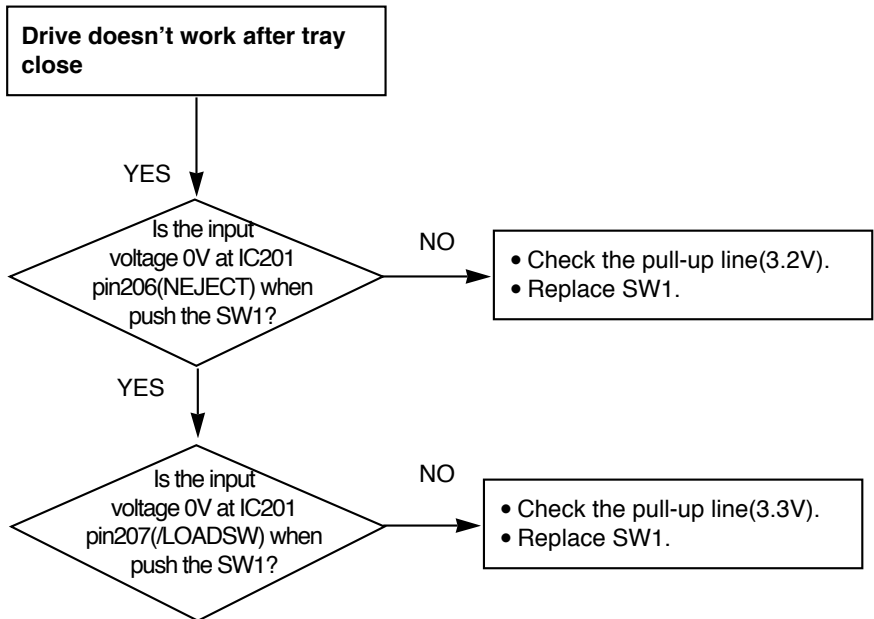 Drive doesn't work after tray
close
YES
Is the input
voltage 0V at IC201
pin206(NEJECT) when
push the SW1?
NO
• Check the pull-up line(3.2V).
• Replace SW1.
YES
Is the input
voltage 0V at IC201
pin207(/LOADSW) when
push the SW1?
NO
• Check the pull-up line(3.3V).
• Replace SW1.